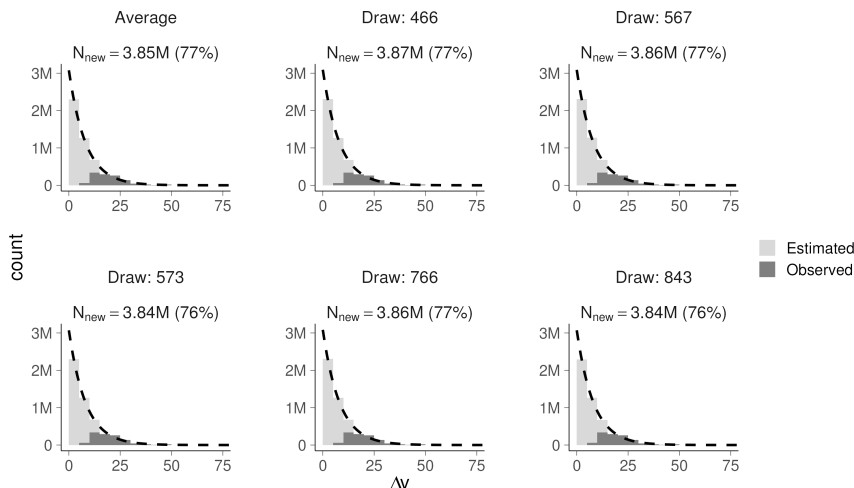 Average
N_new = 3.85M (77%)
3M
2M
1M
0
0 25 50 75
Draw: 466
N_new = 3.87M (77%)
3M
2M
1M
0
0 25 50 75
Draw: 567
N_new = 3.86M (77%)
3M
2M
1M
0
0 25 50 75
count
Draw: 573
N_new = 3.84M (76%)
3M
2M
1M
0
0 25 50 75
Draw: 766
N_new = 3.86M (77%)
3M
2M
1M
0
0 25 50 75
Draw: 843
N_new = 3.84M (76%)
3M
2M
1M
0
0 25 50 75
Δv
Estimated
Observed